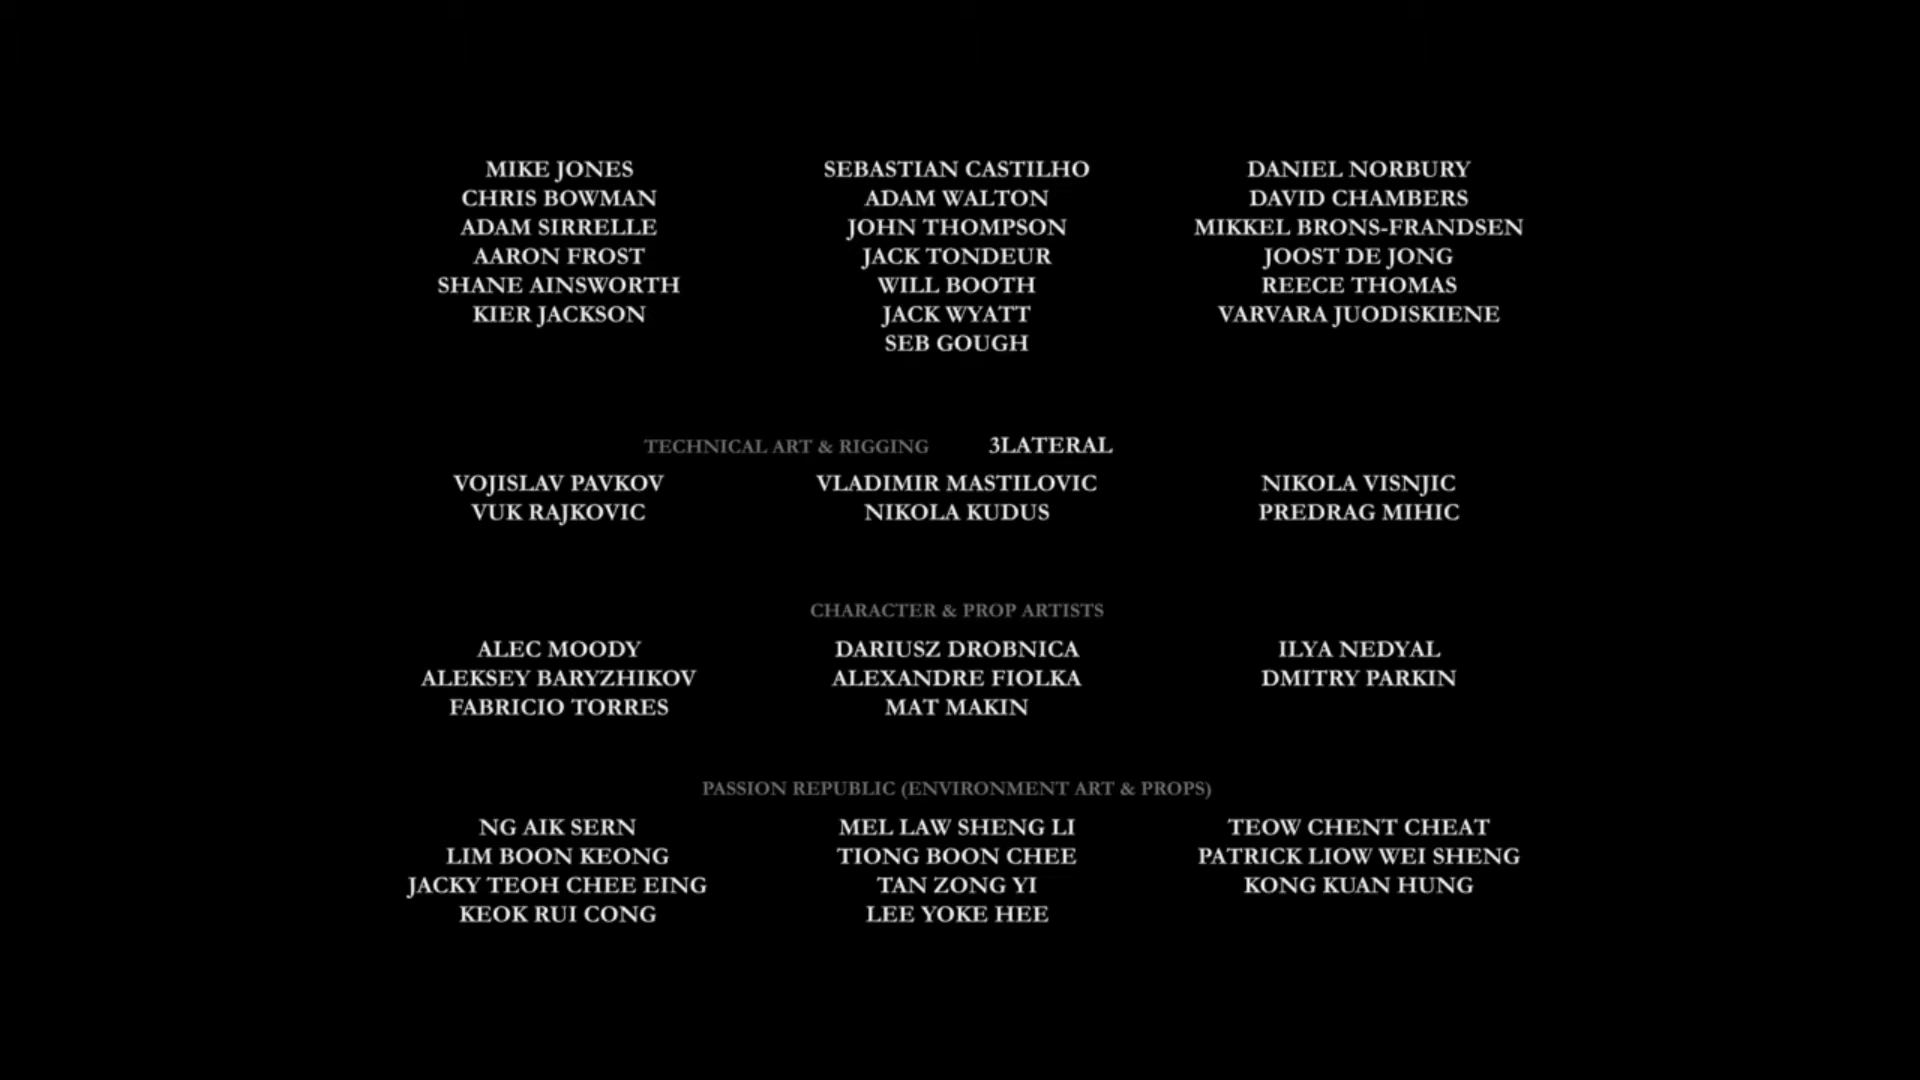 MIKE JONES SEBASTIAN CASTILHO DANIEL NORBURY
CHRIS BOWMAN ADAM WALTON DAVID CHAMBERS
ADAM SIRRELLE JOHN THOMPSON MIKKEL BRONS-FRANDSEN
AARON FROST JACK TONDEUR JOOST DE JONG
SHANE AINSWORTH WILL BOOTH REECE THOMAS
KIER JACKSON JACK WYATT VARVARA JUODISKIENE
SEB GOUGH
TECHNICAL ART & RIGGING 3LATERAL
VOJISLAV PAVKOV VLADIMIR MASTILOVIC NIKOLA VISNJIC
VUK RAJKOVIC NIKOLA KUDUS PREDRAG MIHIC
CHARACTER & PROP ARTISTS
ALEC MOODY DARIUSZ DROBNICA ILYA NEDYAL
ALEKSEY BARYZHIKOV ALEXANDRE FIOLKA DMITRY PARKIN
FABRICIO TORRES MAT MAKIN
PASSION REPUBLIC (ENVIRONMENT ART & PROPS)
NG AIK SERN MEL LAW SHENG LI TEOW CHENT CHEAT
LIM BOON KEONG TIONG BOON CHEE PATRICK LIOW WEI SHENG
JACKY TEOH CHEE EING TAN ZONG YI KONG KUAN HUNG
KEOK RUI CONG LEE YOKE HEE